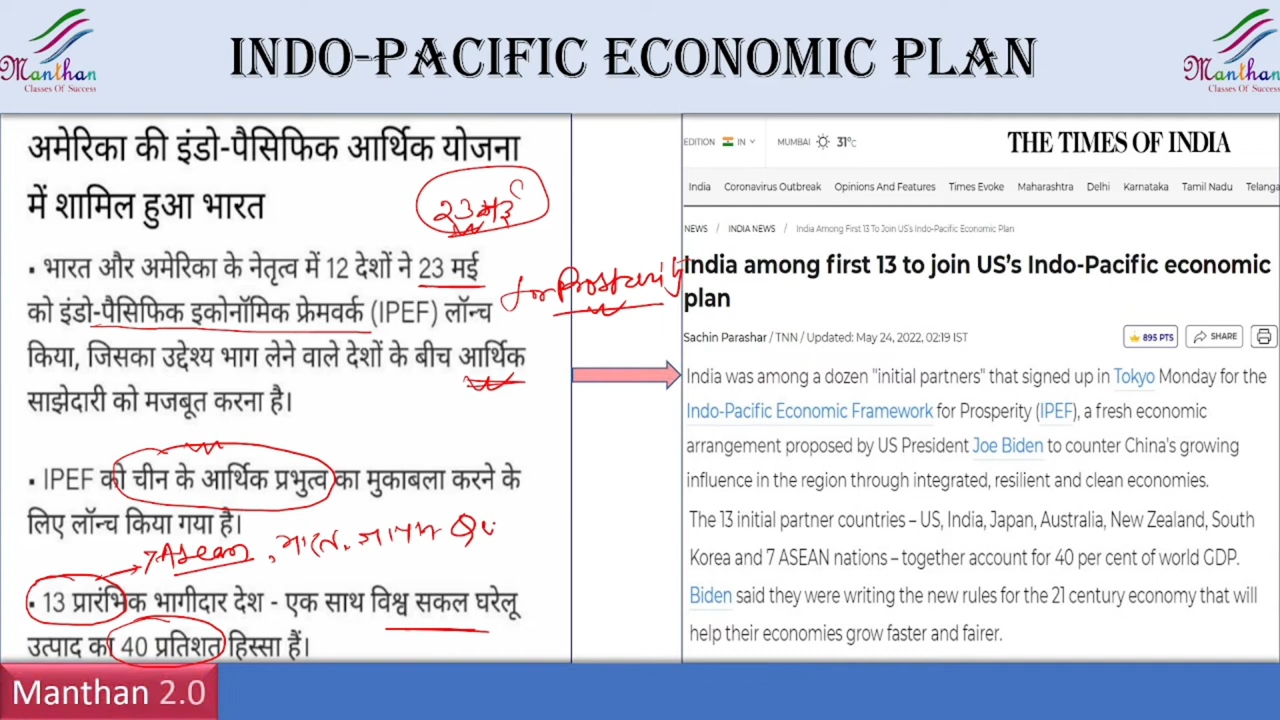 Manthan
Classes Of Success
INDO-PACIFIC ECONOMIC PLAN
Manthan
Classes Of Success
अमेरिका की इंडो-पैसिफिक आर्थिक योजना
में शामिल हुआ भारत
23 मई
• भारत और अमेरिका के नेतृत्व में 12 देशों ने 23 मई
को इंडो-पैसिफिक इकोनॉमिक फ्रेमवर्क (IPEF) लॉन्च
किया, जिसका उद्देश्य भाग लेने वाले देशों के बीच आर्थिक
साझेदारी को मजबूत करना है।
for
• IPEF को चीन के आर्थिक प्रभुत्व का मुकाबला करने के
लिए लॉन्च किया गया है।
7 Asean, भारत, जापान
• 13 प्रारंभिक भागीदार देश - एक साथ विश्व सकल घरेलू
उत्पाद का 40 प्रतिशत हिस्सा हैं।
EDITION IN MUMBAI 31°C THE TIMES OF INDIA
India Coronavirus Outbreak Opinions And Features Times Evoke Maharashtra Delhi Karnataka Tamil Nadu Telanga
NEWS / INDIA NEWS / India Among First 13 To Join US's Indo-Pacific Economic Plan
India among first 13 to join US's Indo-Pacific economic
plan
Sachin Parashar / TNN / Updated: May 24, 2022, 02:19 IST 895 PTS SHARE
India was among a dozen "initial partners" that signed up in Tokyo Monday for the
Indo-Pacific Economic Framework for Prosperity (IPEF), a fresh economic
arrangement proposed by US President Joe Biden to counter China's growing
influence in the region through integrated, resilient and clean economies.
The 13 initial partner countries – US, India, Japan, Australia, New Zealand, South
Korea and 7 ASEAN nations – together account for 40 per cent of world GDP.
Biden said they were writing the new rules for the 21 century economy that will
help their economies grow faster and fairer.
Manthan 2.0